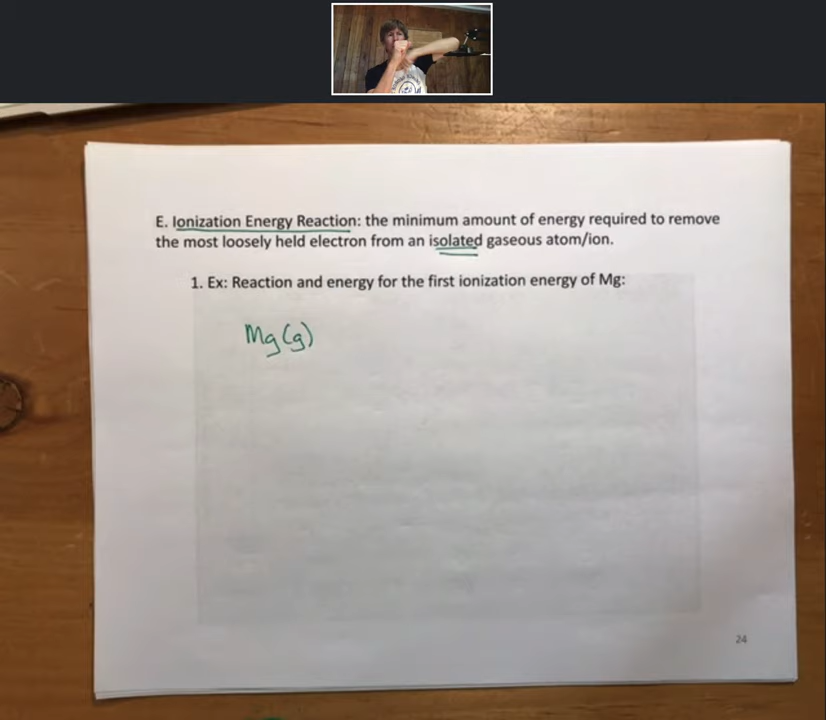 E. Ionization Energy Reaction: the minimum amount of energy required to remove
the most loosely held electron from an isolated gaseous atom/ion.
1. Ex: Reaction and energy for the first ionization energy of Mg:
Mg(g)
24